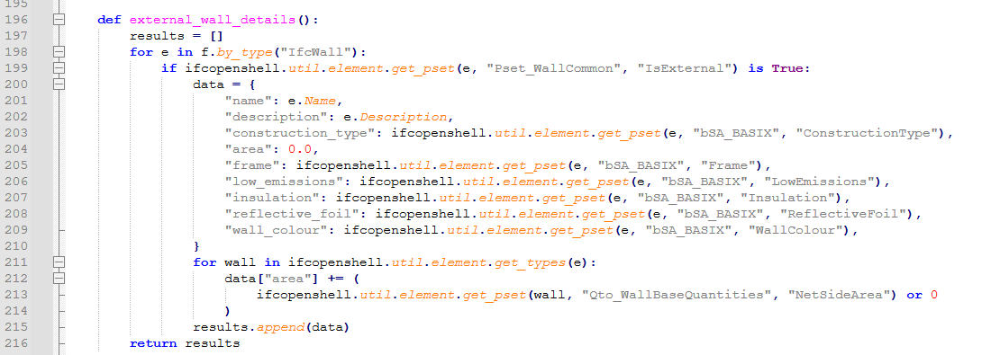 195
196 def external_wall_details():
197 results = []
198 for e in f.by_type("IfcWall"):
199 if ifcopenshell.util.element.get_pset(e, "Pset_WallCommon", "IsExternal") is True:
200 data = {
201 "name": e.Name,
202 "description": e.Description,
203 "construction_type": ifcopenshell.util.element.get_pset(e, "bSA_BASIX", "ConstructionType"),
204 "area": 0.0,
205 "frame": ifcopenshell.util.element.get_pset(e, "bSA_BASIX", "Frame"),
206 "low_emissions": ifcopenshell.util.element.get_pset(e, "bSA_BASIX", "LowEmissions"),
207 "insulation": ifcopenshell.util.element.get_pset(e, "bSA_BASIX", "Insulation"),
208 "reflective_foil": ifcopenshell.util.element.get_pset(e, "bSA_BASIX", "ReflectiveFoil"),
209 "wall_colour": ifcopenshell.util.element.get_pset(e, "bSA_BASIX", "WallColour"),
210 }
211 for wall in ifcopenshell.util.element.get_types(e):
212 data["area"] += (
213 ifcopenshell.util.element.get_pset(wall, "Qto_WallBaseQuantities", "NetSideArea") or 0
214 )
215 results.append(data)
216 return results